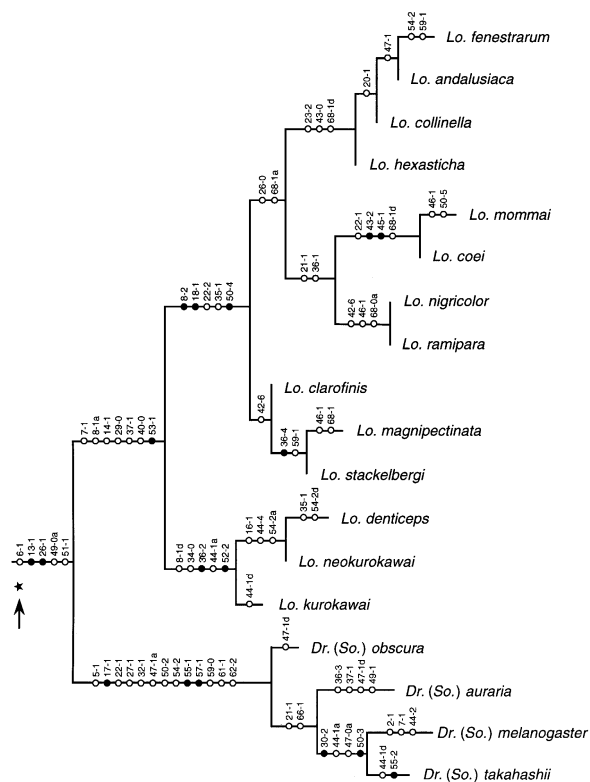 54-2 59-1
Lo. fenestrarum
47-1
Lo. andalusiaca
20-1
Lo. collinella
23-2 43-0 68-1d
Lo. hexasticha
26-0 68-1a
46-1 50-5
Lo. mommai
22-1 43-2 45-1 68-1d
Lo. coei
21-1 36-1
Lo. nigricolor
42-6 46-1 68-0a
Lo. ramipara
8-2 18-1 22-2 35-1 50-4
Lo. clarofinis
42-6
46-1 68-1
Lo. magnipectinata
36-4 59-1
Lo. stackelbergi
7-1 8-1a 14-1 29-0 37-1 40-0 53-1
35-1 54-2d
Lo. denticeps
16-1 44-4 54-2a
Lo. neokurokawai
8-1d 34-0 36-2 44-1a 52-2
44-1d
Lo. kurokawai
6-1 13-1 26-1 49-0a 51-1
47-1d
Dr. (So.) obscura
5-1 17-1 22-1 27-1 32-1 47-1a 50-2 54-2 55-1 57-1 59-0 61-1 62-2
36-3 37-1 47-1d 49-1
Dr. (So.) auraria
21-1 66-1
2-1 7-1 44-2
Dr. (So.) melanogaster
30-2 44-1a 47-0a 50-3
44-1d 55-2
Dr. (So.) takahashii